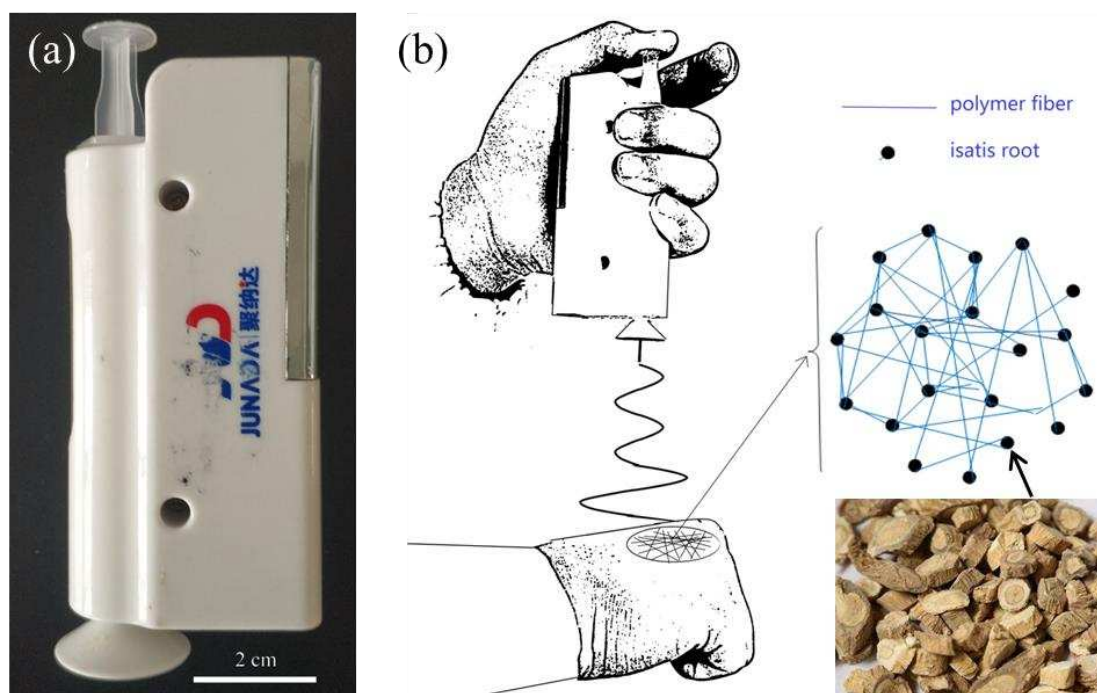 (a)
JUNADA 聚纳达
2 cm
(b)
polymer fiber
isatis root